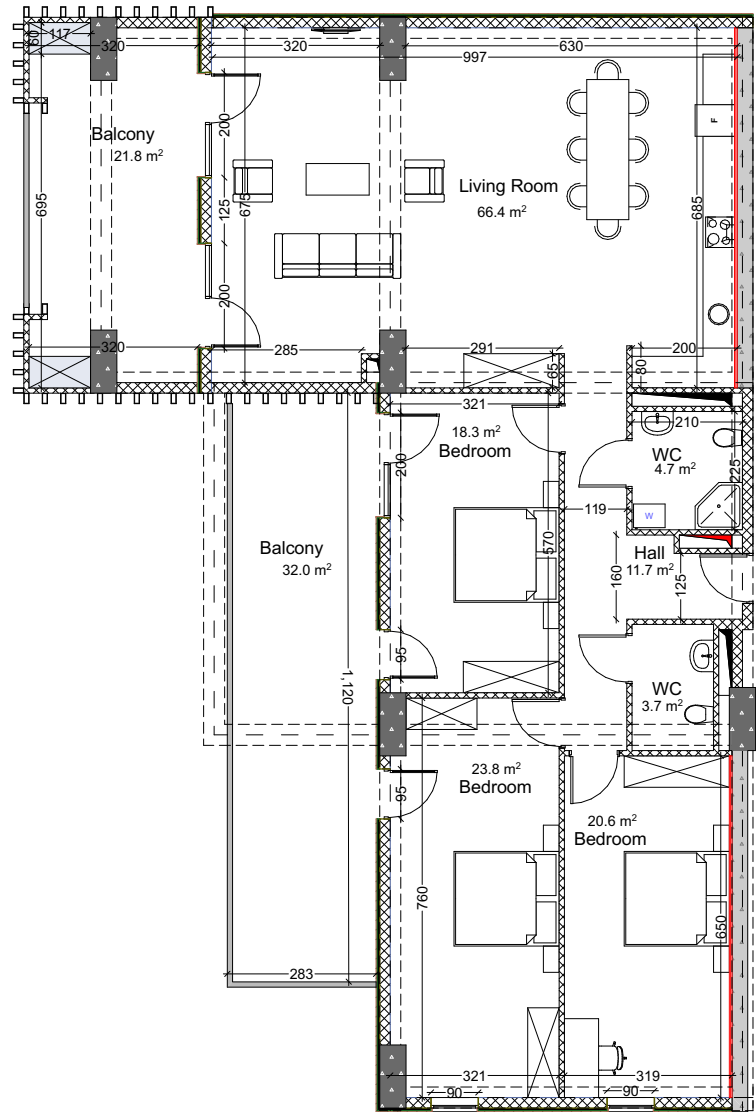 117
60
320
320
630
997
Balcony
21.8 m²
200
695
125
675
Living Room
66.4 m²
F
685
200
320
285
291
65
80
200
321
18.3 m²
Bedroom
200
210
WC
4.7 m²
225
W
119
570
Balcony
32.0 m²
Hall
11.7 m²
160
125
95
1,120
WC
3.7 m²
23.8 m²
Bedroom
95
20.6 m²
Bedroom
760
650
283
321
319
90
90